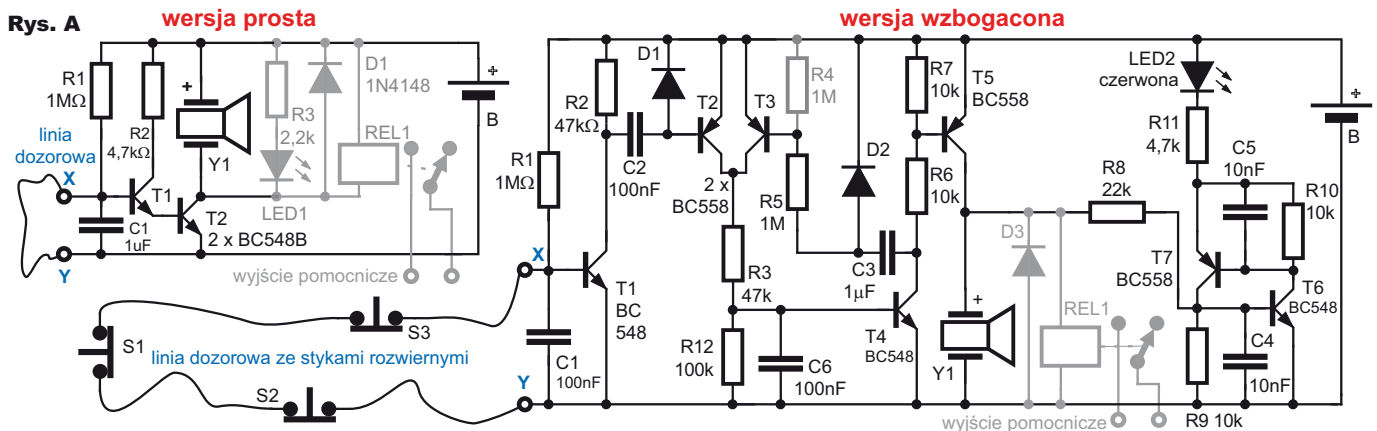 Rys. A
wersja prosta
wersja wzbogacona
R1
1MΩ
R2
4,7kΩ
linia
dozorowa
X
Y
C1
1uF
T1
T2
2 x BC548B
+
Y1
R3
2,2k
LED1
D1
1N4148
REL1
+
B
wyjście pomocnicze
S1
S2
S3
linia dozorowa ze stykami rozwiernymi
X
Y
R1
1MΩ
C1
100nF
R2
47kΩ
T1
BC
548
C2
100nF
D1
T2
T3
2 x
BC558
R3
47k
R12
100k
C6
100nF
R4
1M
R5
1M
D2
C3
1µF
R7
10k
R6
10k
T5
BC558
T4
BC548
+
Y1
D3
REL1
wyjście pomocnicze
R8
22k
LED2
czerwona
R11
4,7k
C5
10nF
R10
10k
T7
BC558
T6
BC548
C4
10nF
R9 10k
+
B